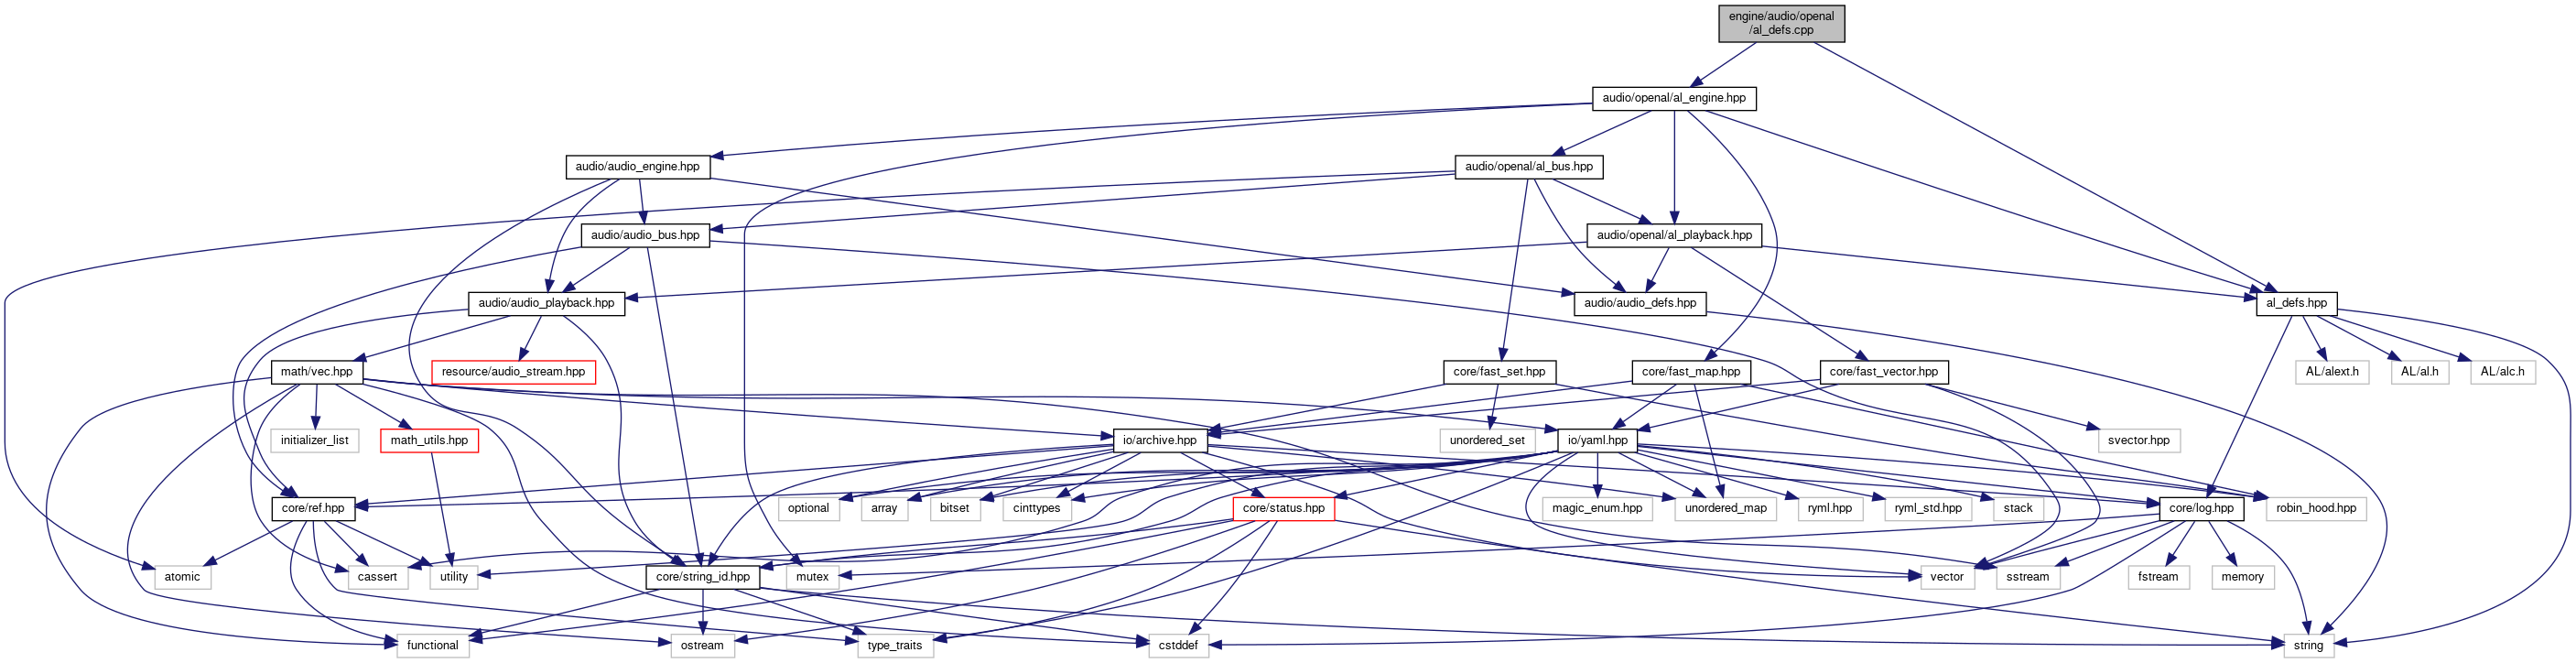 engine/audio/openal
/al_defs.cpp
audio/openal/al_engine.hpp
audio/audio_engine.hpp
audio/openal/al_bus.hpp
audio/audio_bus.hpp
audio/openal/al_playback.hpp
audio/audio_playback.hpp
audio/audio_defs.hpp
al_defs.hpp
math/vec.hpp
resource/audio_stream.hpp
core/fast_set.hpp
core/fast_map.hpp
core/fast_vector.hpp
AL/alext.h
AL/al.h
AL/alc.h
initializer_list
math_utils.hpp
io/archive.hpp
unordered_set
io/yaml.hpp
svector.hpp
core/ref.hpp
optional
array
bitset
cinttypes
core/status.hpp
magic_enum.hpp
unordered_map
ryml.hpp
ryml_std.hpp
stack
core/log.hpp
robin_hood.hpp
atomic
cassert
utility
core/string_id.hpp
mutex
vector
sstream
fstream
memory
functional
ostream
type_traits
cstddef
string